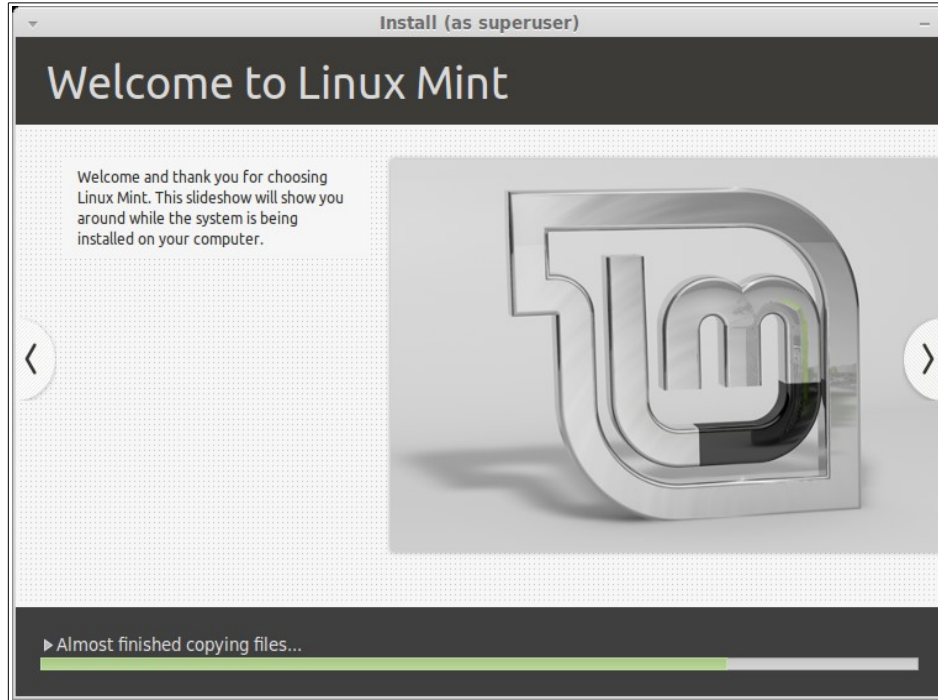 Install (as superuser)
Welcome to Linux Mint
Welcome and thank you for choosing
Linux Mint. This slideshow will show you
around while the system is being
installed on your computer.
Almost finished copying files...